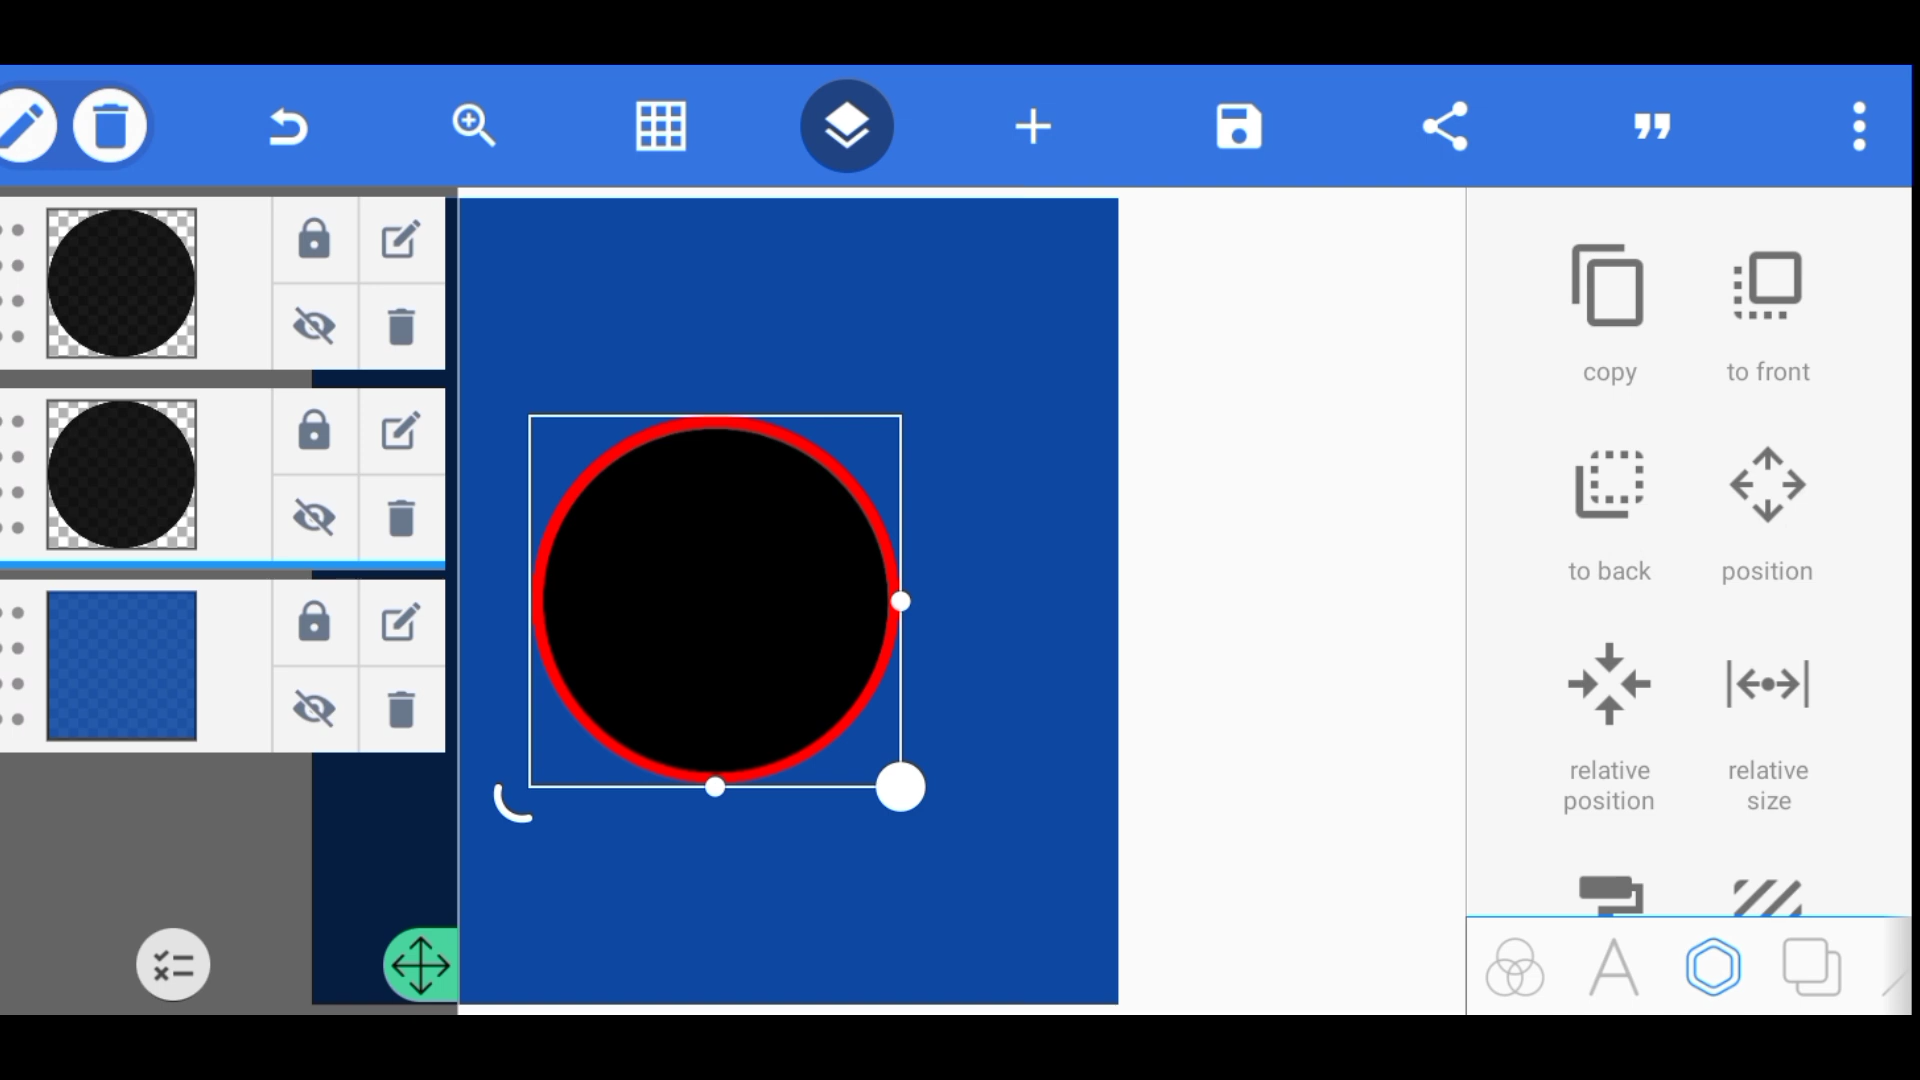 copy
to front
to back
position
relative
position
relative
size